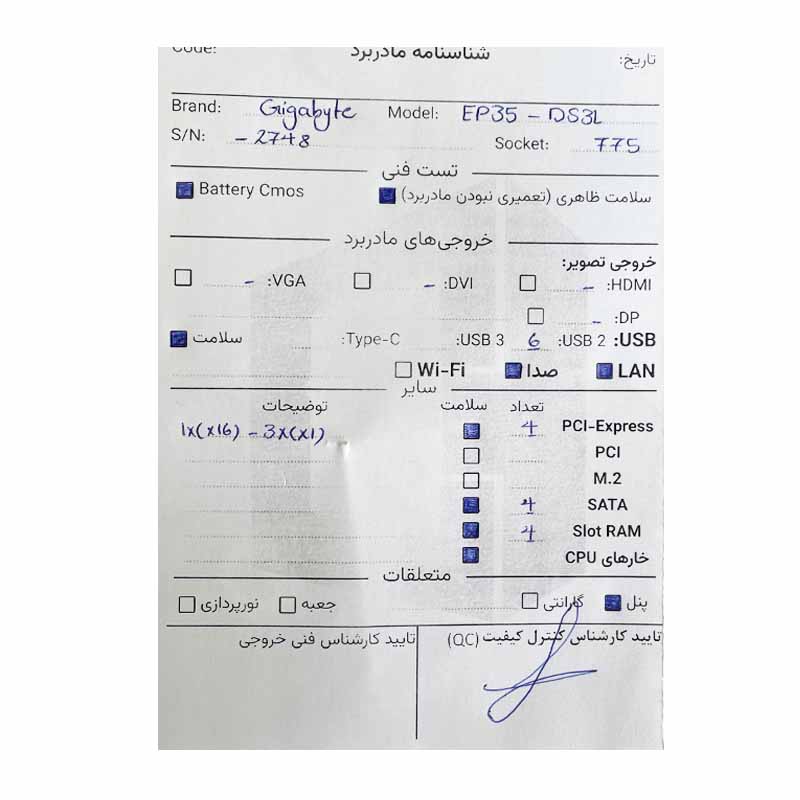 Code: شناسنامه مادربرد تاریخ:
Brand: Gigabyte Model: EP35 - DS3L
S/N: - 2748 Socket: 775
تست فنی
سلامت ظاهری (تعمیری نبودن مادربرد) Battery Cmos
خروجی‌های مادربرد
خروجی تصویر:
HDMI: - DVI: - VGA: -
DP: -
USB: USB 2: 6 USB 3: Type-C: سلامت
LAN صدا Wi-Fi
سایر
تعداد سلامت توضیحات
PCI-Express 4 1x(x16) - 3x(x1)
PCI
M.2
SATA 4
Slot RAM 4
خارهای CPU
متعلقات
پنل گارانتی جعبه نورپردازی
تایید کارشناس کنترل کیفیت (QC) تایید کارشناس فنی خروجی